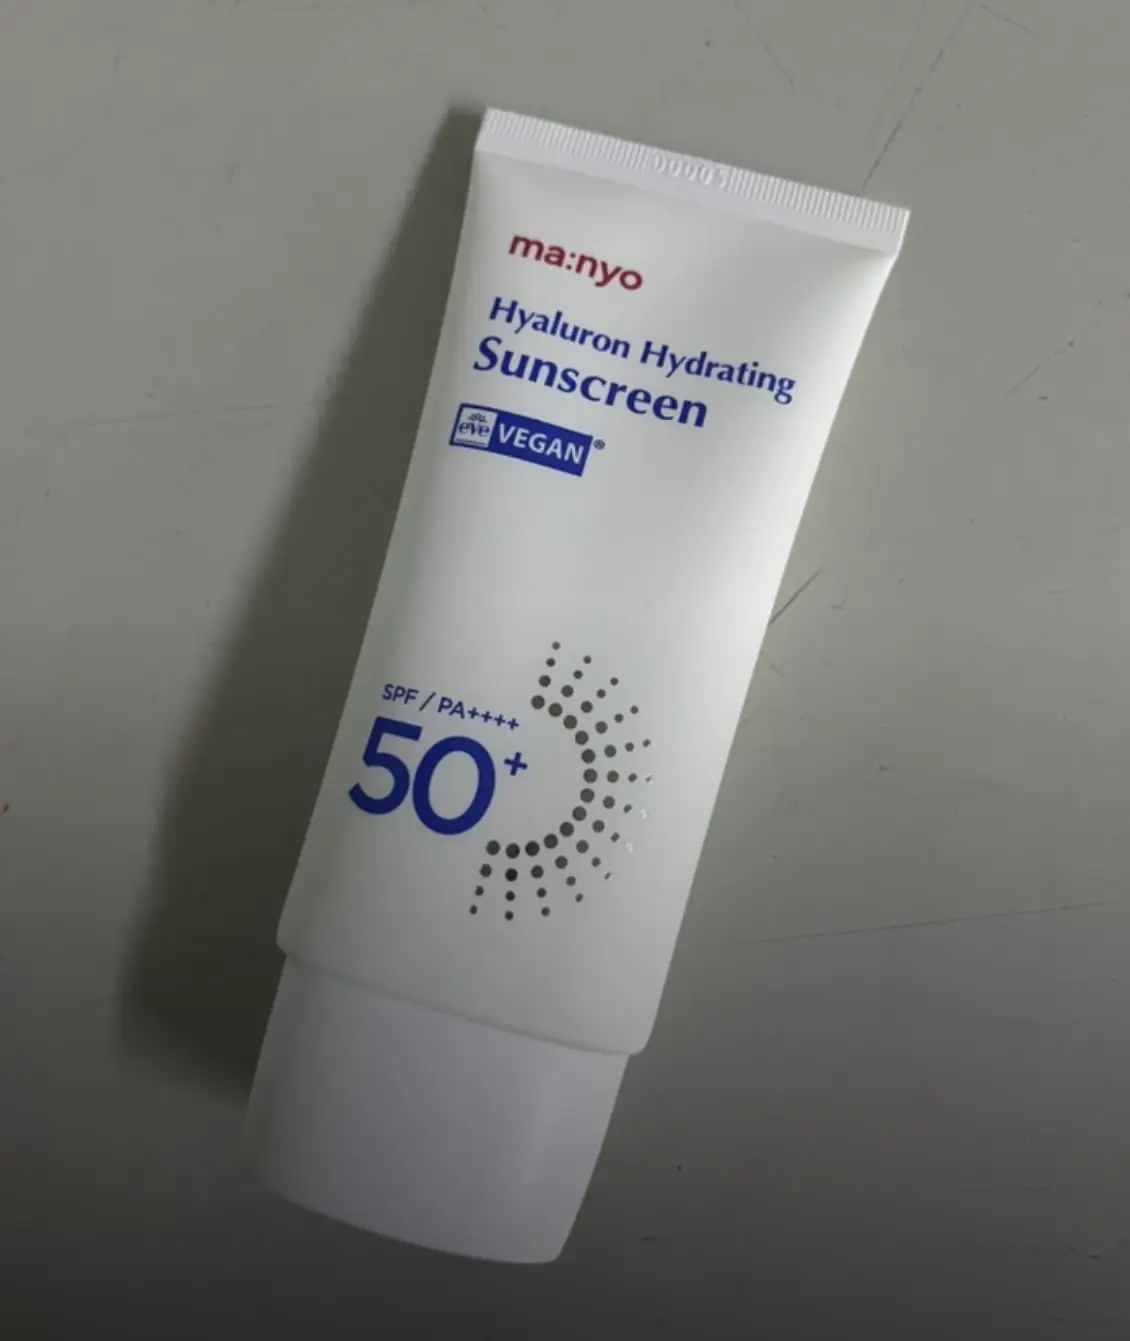 ma:nyo
Hyaluron Hydrating
Sunscreen
eve VEGAN®
SPF / PA++++
50+